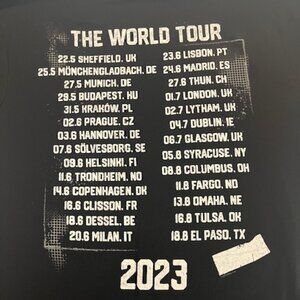 THE WORLD TOUR
22.5 SHEFFIELD. UK
25.5 MÖNCHENGLADBACH. DE
27.5 MUNICH. DE
29.5 BUDAPEST. HU
31.5 KRAKÓW. PL
02.6 PRAGUE. CZ
03.6 HANNOVER. DE
07.6 SÖLVESBORG. SE
09.6 HELSINKI. FI
11.6 TRONDHEIM. NO
14.6 COPENHAGEN. DK
16.6 CLISSON. FR
18.6 DESSEL. BE
20.6 MILAN. IT
23.6 LISBON. PT
24.6 MADRID. ES
27.6 THUN. CH
01.7 LONDON. UK
02.7 LYTHAM. UK
04.7 DUBLIN. IE
06.7 GLASGOW. UK
05.8 SYRACUSE. NY
08.8 COLUMBUS. OH
11.8 FARGO. ND
13.8 OMAHA. NE
16.8 TULSA. OK
18.8 EL PASO. TX
2023